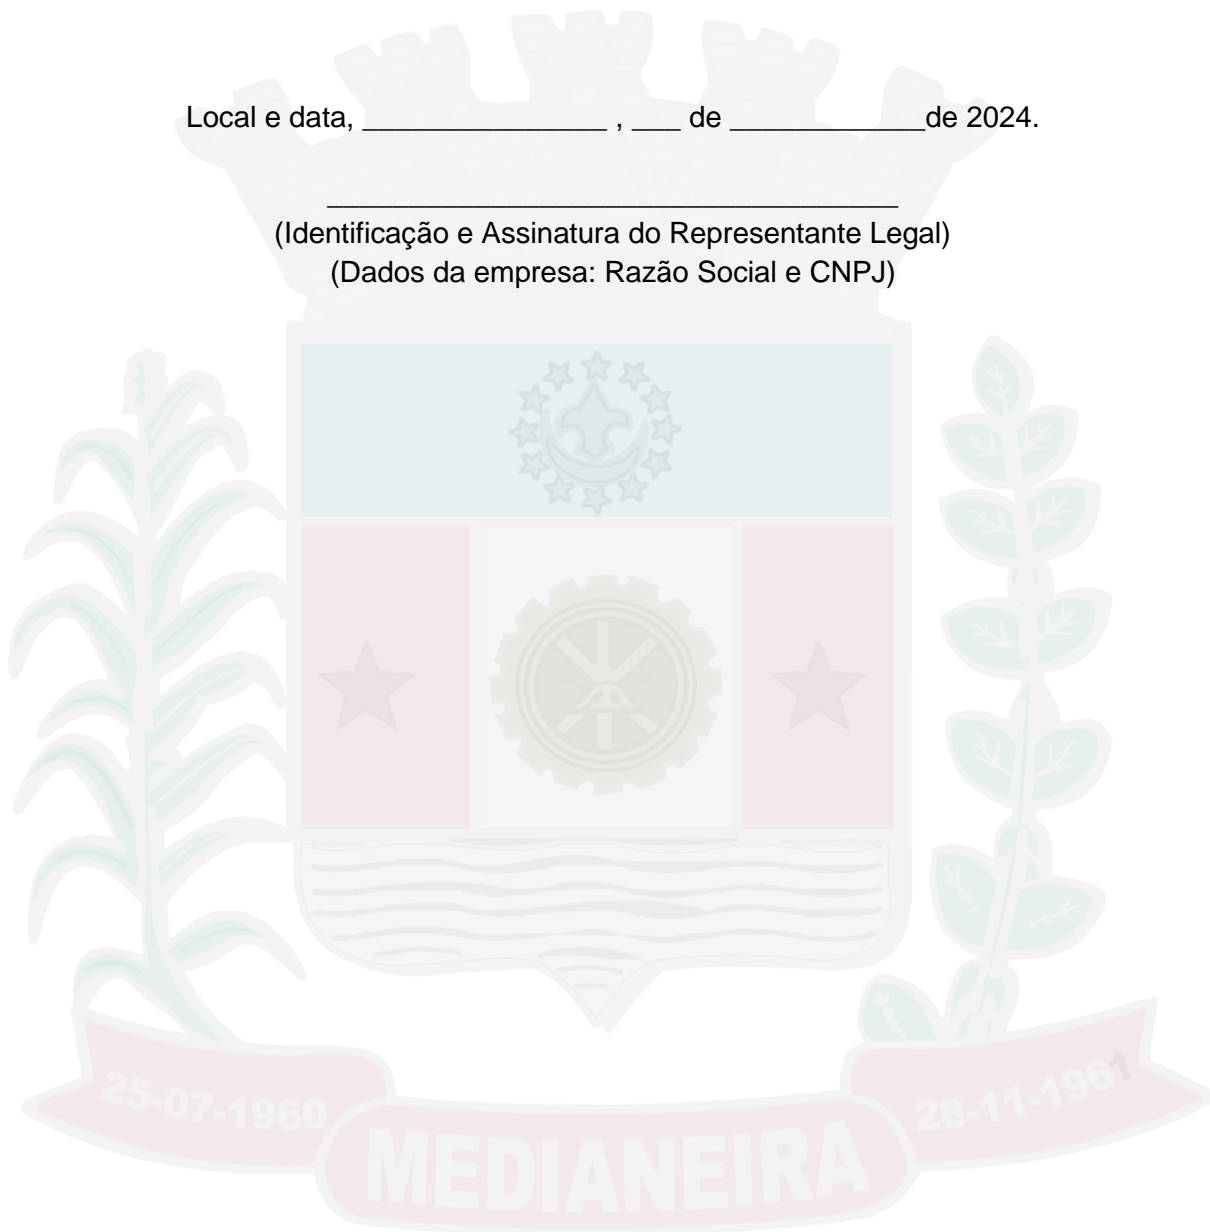 Local e data, _______________ , ___ de ____________de 2024.
___________________________________
(Identificação e Assinatura do Representante Legal)
(Dados da empresa: Razão Social e CNPJ)
25-07-1960
28-11-1961
MEDIANEIRA